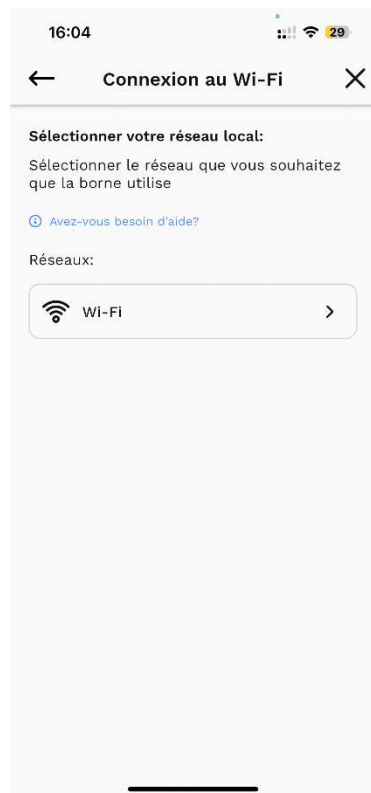 16:04
29
Connexion au Wi-Fi
Sélectionner votre réseau local:
Sélectionner le réseau que vous souhaitez
que la borne utilise
Avez-vous besoin d'aide?
Réseaux:
Wi-Fi